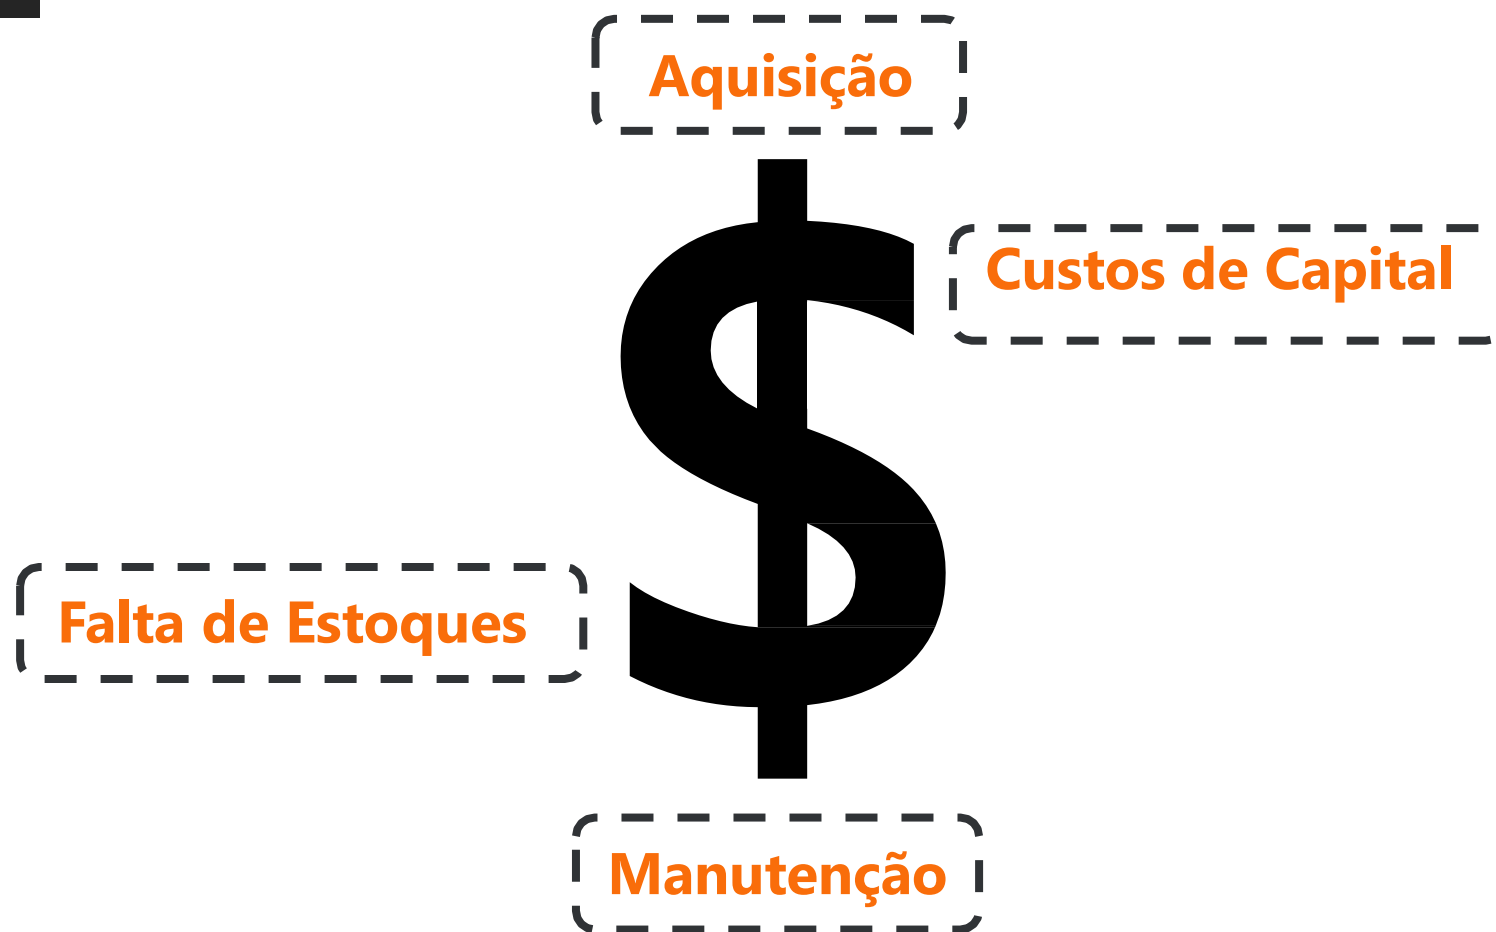 Aquisição
$
Custos de Capital
Falta de Estoques
Manutenção